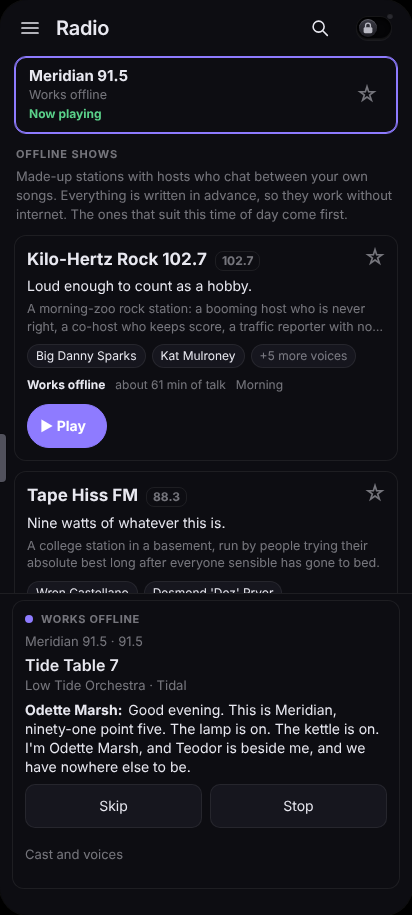 Radio
Meridian 91.5
Works offline
Now playing
OFFLINE SHOWS
Made-up stations with hosts who chat between your own
songs. Everything is written in advance, so they work without
internet. The ones that suit this time of day come first.
Kilo-Hertz Rock 102.7 102.7
Loud enough to count as a hobby.
A morning-zoo rock station: a booming host who is never
right, a co-host who keeps score, a traffic reporter with no...
Big Danny Sparks Kat Mulroney +5 more voices
Works offline about 61 min of talk Morning
Play
Tape Hiss FM 88.3
Nine watts of whatever this is.
A college station in a basement, run by people trying their
absolute best long after everyone sensible has gone to bed.
Wren Castellano Desmond 'Dez' Pryor
WORKS OFFLINE
Meridian 91.5 · 91.5
Tide Table 7
Low Tide Orchestra · Tidal
Odette Marsh: Good evening. This is Meridian,
ninety-one point five. The lamp is on. The kettle is on.
I'm Odette Marsh, and Teodor is beside me, and we
have nowhere else to be.
Skip Stop
Cast and voices